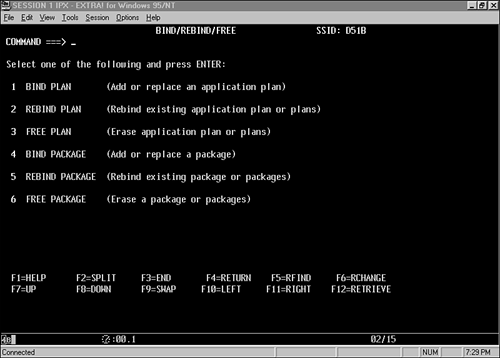 SESSION 1 IPX - EXTRA! for Windows 95/NT
File Edit View Tools Session Options Help
BIND/REBIND/FREE SSID: D51B
COMMAND ===> _
Select one of the following and press ENTER:
1 BIND PLAN (Add or replace an application plan)
2 REBIND PLAN (Rebind existing application plan or plans)
3 FREE PLAN (Erase application plan or plans)
4 BIND PACKAGE (Add or replace a package)
5 REBIND PACKAGE (Rebind existing package or packages)
6 FREE PACKAGE (Erase a package or packages)
F1=HELP F2=SPLIT F3=END F4=RETURN F5=RFIND F6=RCHANGE
F7=UP F8=DOWN F9=SWAP F10=LEFT F11=RIGHT F12=RETRIEVE
:00.1 02/15
Connected NUM 7:29 PM